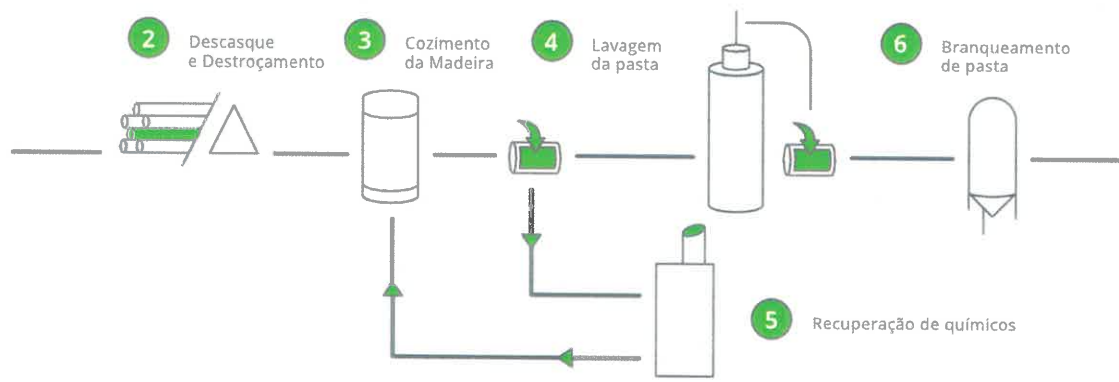 2
Descasque
e Destroçamento
3
Cozimento
da Madeira
4
Lavagem
da pasta
6
Branqueamento
de pasta
5
Recuperação de químicos